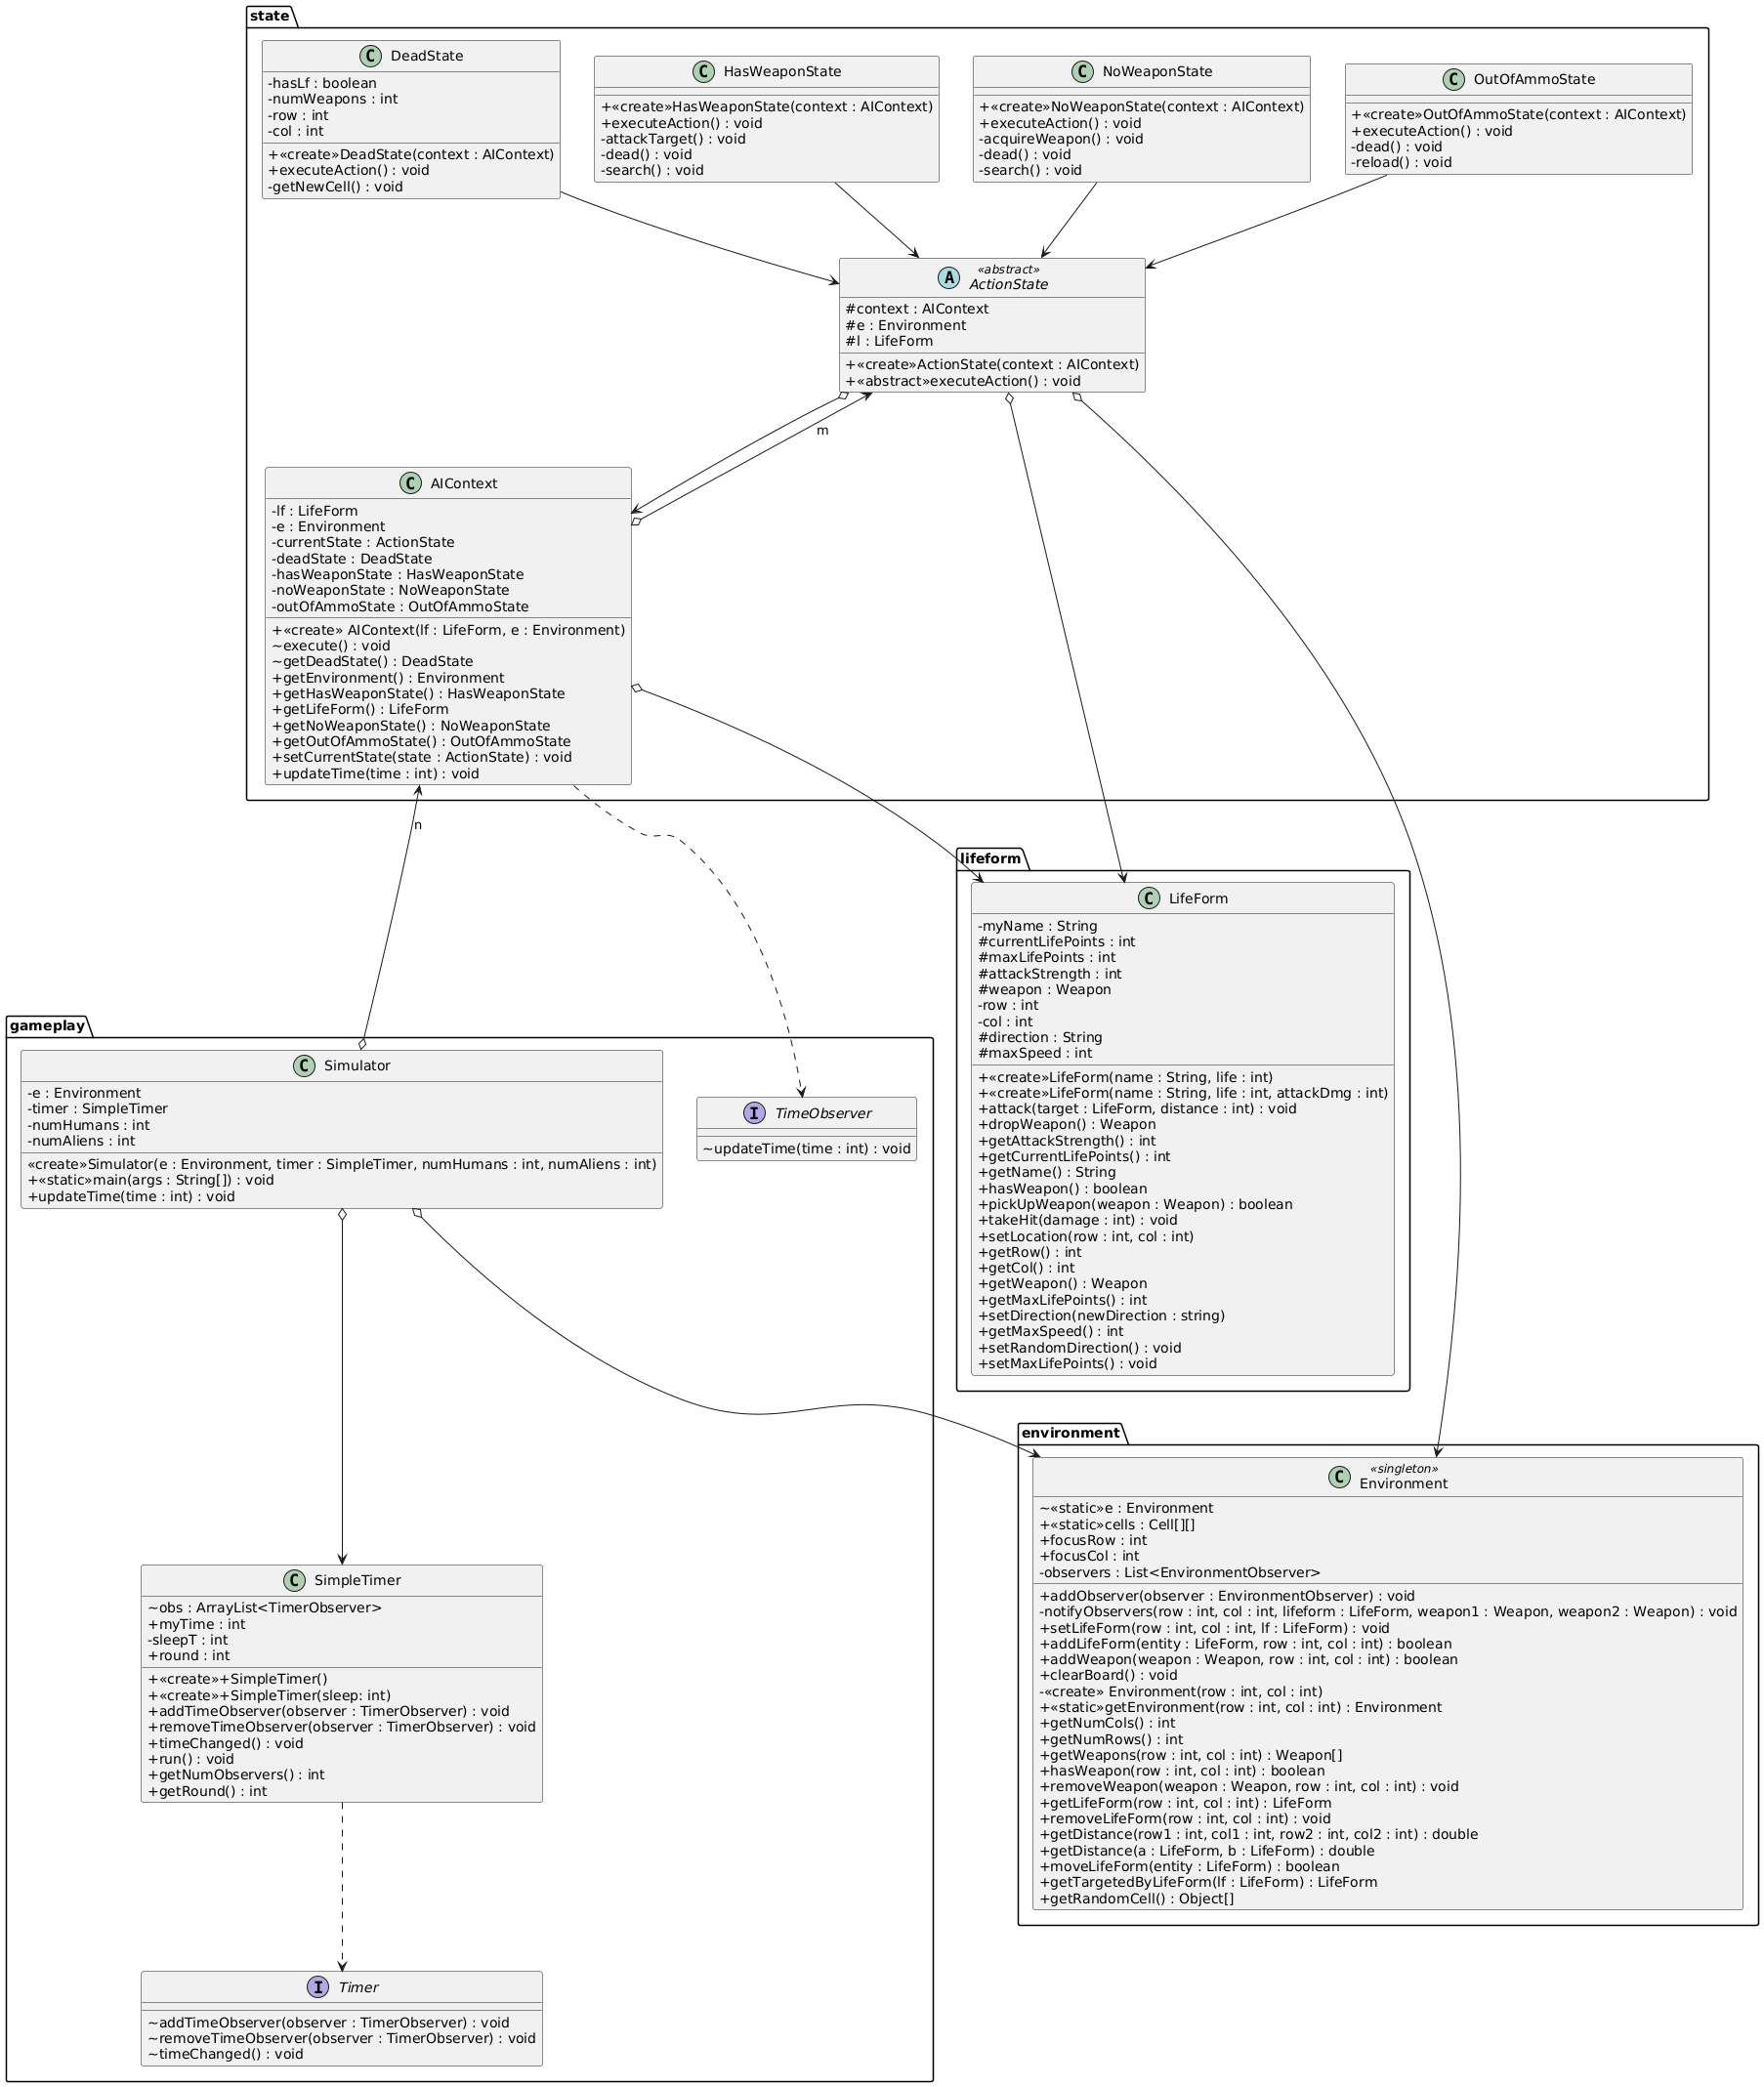 state
C DeadState
-hasLf : boolean
-numWeapons : int
-row : int
-col : int
+«create»DeadState(context : AIContext)
+executeAction() : void
-getNewCell() : void
C HasWeaponState
+«create»HasWeaponState(context : AIContext)
+executeAction() : void
-attackTarget() : void
-dead() : void
-search() : void
C NoWeaponState
+«create»NoWeaponState(context : AIContext)
+executeAction() : void
-acquireWeapon() : void
-dead() : void
-search() : void
C OutOfAmmoState
+«create»OutOfAmmoState(context : AIContext)
+executeAction() : void
-dead() : void
-reload() : void
«abstract»
A ActionState
#context : AIContext
#e : Environment
#l : LifeForm
+«create»ActionState(context : AIContext)
+«abstract»executeAction() : void
m
C AIContext
-lf : LifeForm
-e : Environment
-currentState : ActionState
-deadState : DeadState
-hasWeaponState : HasWeaponState
-noWeaponState : NoWeaponState
-outOfAmmoState : OutOfAmmoState
+«create» AIContext(lf : LifeForm, e : Environment)
~execute() : void
~getDeadState() : DeadState
+getEnvironment() : Environment
+getHasWeaponState() : HasWeaponState
+getLifeForm() : LifeForm
+getNoWeaponState() : NoWeaponState
+getOutOfAmmoState() : OutOfAmmoState
+setCurrentState(state : ActionState) : void
+updateTime(time : int) : void
n
lifeform
C LifeForm
-myName : String
#currentLifePoints : int
#maxLifePoints : int
#attackStrength : int
#weapon : Weapon
-row : int
-col : int
#direction : String
#maxSpeed : int
+«create»LifeForm(name : String, life : int)
+«create»LifeForm(name : String, life : int, attackDmg : int)
+attack(target : LifeForm, distance : int) : void
+dropWeapon() : Weapon
+getAttackStrength() : int
+getCurrentLifePoints() : int
+getName() : String
+hasWeapon() : boolean
+pickUpWeapon(weapon : Weapon) : boolean
+takeHit(damage : int) : void
+setLocation(row : int, col : int)
+getRow() : int
+getCol() : int
+getWeapon() : Weapon
+getMaxLifePoints() : int
+setDirection(newDirection : string)
+getMaxSpeed() : int
+setRandomDirection() : void
+setMaxLifePoints() : void
gameplay
C Simulator
-e : Environment
-timer : SimpleTimer
-numHumans : int
-numAliens : int
«create»Simulator(e : Environment, timer : SimpleTimer, numHumans : int, numAliens : int)
+«static»main(args : String[]) : void
+updateTime(time : int) : void
I TimeObserver
~updateTime(time : int) : void
C SimpleTimer
~obs : ArrayList<TimerObserver>
+myTime : int
-sleepT : int
+round : int
+«create»+SimpleTimer()
+«create»+SimpleTimer(sleep: int)
+addTimeObserver(observer : TimerObserver) : void
+removeTimeObserver(observer : TimerObserver) : void
+timeChanged() : void
+run() : void
+getNumObservers() : int
+getRound() : int
I Timer
~addTimeObserver(observer : TimerObserver) : void
~removeTimeObserver(observer : TimerObserver) : void
~timeChanged() : void
environment
«singleton»
C Environment
~«static»e : Environment
+«static»cells : Cell[][]
+focusRow : int
+focusCol : int
-observers : List<EnvironmentObserver>
+addObserver(observer : EnvironmentObserver) : void
-notifyObservers(row : int, col : int, lifeform : LifeForm, weapon1 : Weapon, weapon2 : Weapon) : void
+setLifeForm(row : int, col : int, lf : LifeForm) : void
+addLifeForm(entity : LifeForm, row : int, col : int) : boolean
+addWeapon(weapon : Weapon, row : int, col : int) : boolean
+clearBoard() : void
-«create» Environment(row : int, col : int)
+«static»getEnvironment(row : int, col : int) : Environment
+getNumCols() : int
+getNumRows() : int
+getWeapons(row : int, col : int) : Weapon[]
+hasWeapon(row : int, col : int) : boolean
+removeWeapon(weapon : Weapon, row : int, col : int) : void
+getLifeForm(row : int, col : int) : LifeForm
+removeLifeForm(row : int, col : int) : void
+getDistance(row1 : int, col1 : int, row2 : int, col2 : int) : double
+getDistance(a : LifeForm, b : LifeForm) : double
+moveLifeForm(entity : LifeForm) : boolean
+getTargetedByLifeForm(lf : LifeForm) : LifeForm
+getRandomCell() : Object[]